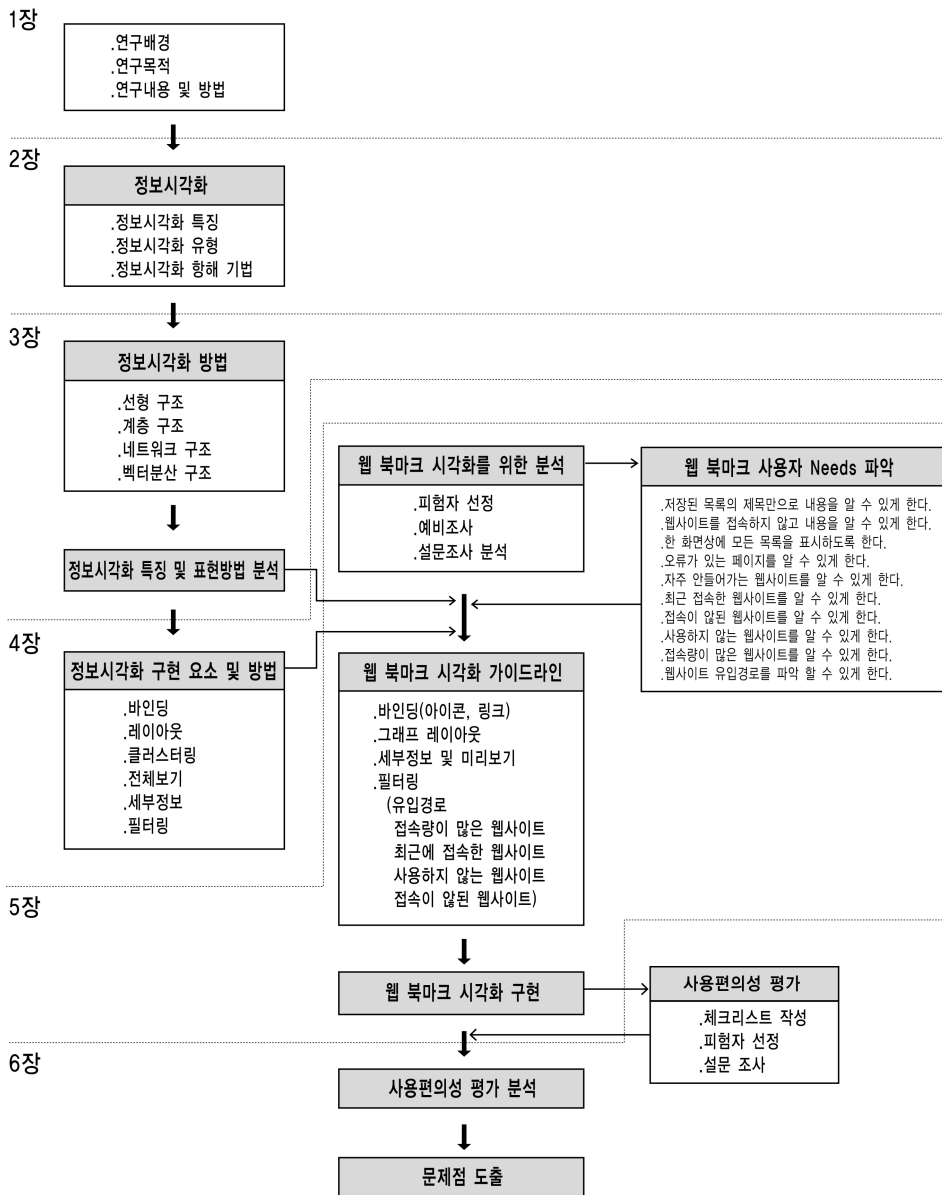 1장
.연구배경
.연구목적
.연구내용 및 방법
2장
정보시각화
.정보시각화 특징
.정보시각화 유형
.정보시각화 항해 기법
3장
정보시각화 방법
.선형 구조
.계층 구조
.네트워크 구조
.벡터분산 구조
정보시각화 특징 및 표현방법 분석
웹 북마크 시각화를 위한 분석
.피험자 선정
.예비조사
.설문조사 분석
웹 북마크 사용자 Needs 파악
.저장된 목록의 제목만으로 내용을 알 수 있게 한다.
.웹사이트를 접속하지 않고 내용을 알 수 있게 한다.
.한 화면상에 모든 목록을 표시하도록 한다.
.오류가 있는 페이지를 알 수 있게 한다.
.자주 안들어가는 웹사이트를 알 수 있게 한다.
.최근 접속한 웹사이트를 알 수 있게 한다.
.접속이 않된 웹사이트를 알 수 있게 한다.
.사용하지 않는 웹사이트를 알 수 있게 한다.
.접속량이 많은 웹사이트를 알 수 있게 한다.
.웹사이트 유입경로를 파악 할 수 있게 한다.
4장
정보시각화 구현 요소 및 방법
.바인딩
.레이아웃
.클러스터링
.전체보기
.세부정보
.필터링
웹 북마크 시각화 가이드라인
.바인딩(아이콘, 링크)
.그래프 레이아웃
.세부정보 및 미리보기
.필터링
(유입경로
접속량이 많은 웹사이트
최근에 접속한 웹사이트
사용하지 않는 웹사이트
접속이 않된 웹사이트)
5장
웹 북마크 시각화 구현
사용편의성 평가
.체크리스트 작성
.피험자 선정
.설문 조사
6장
사용편의성 평가 분석
문제점 도출